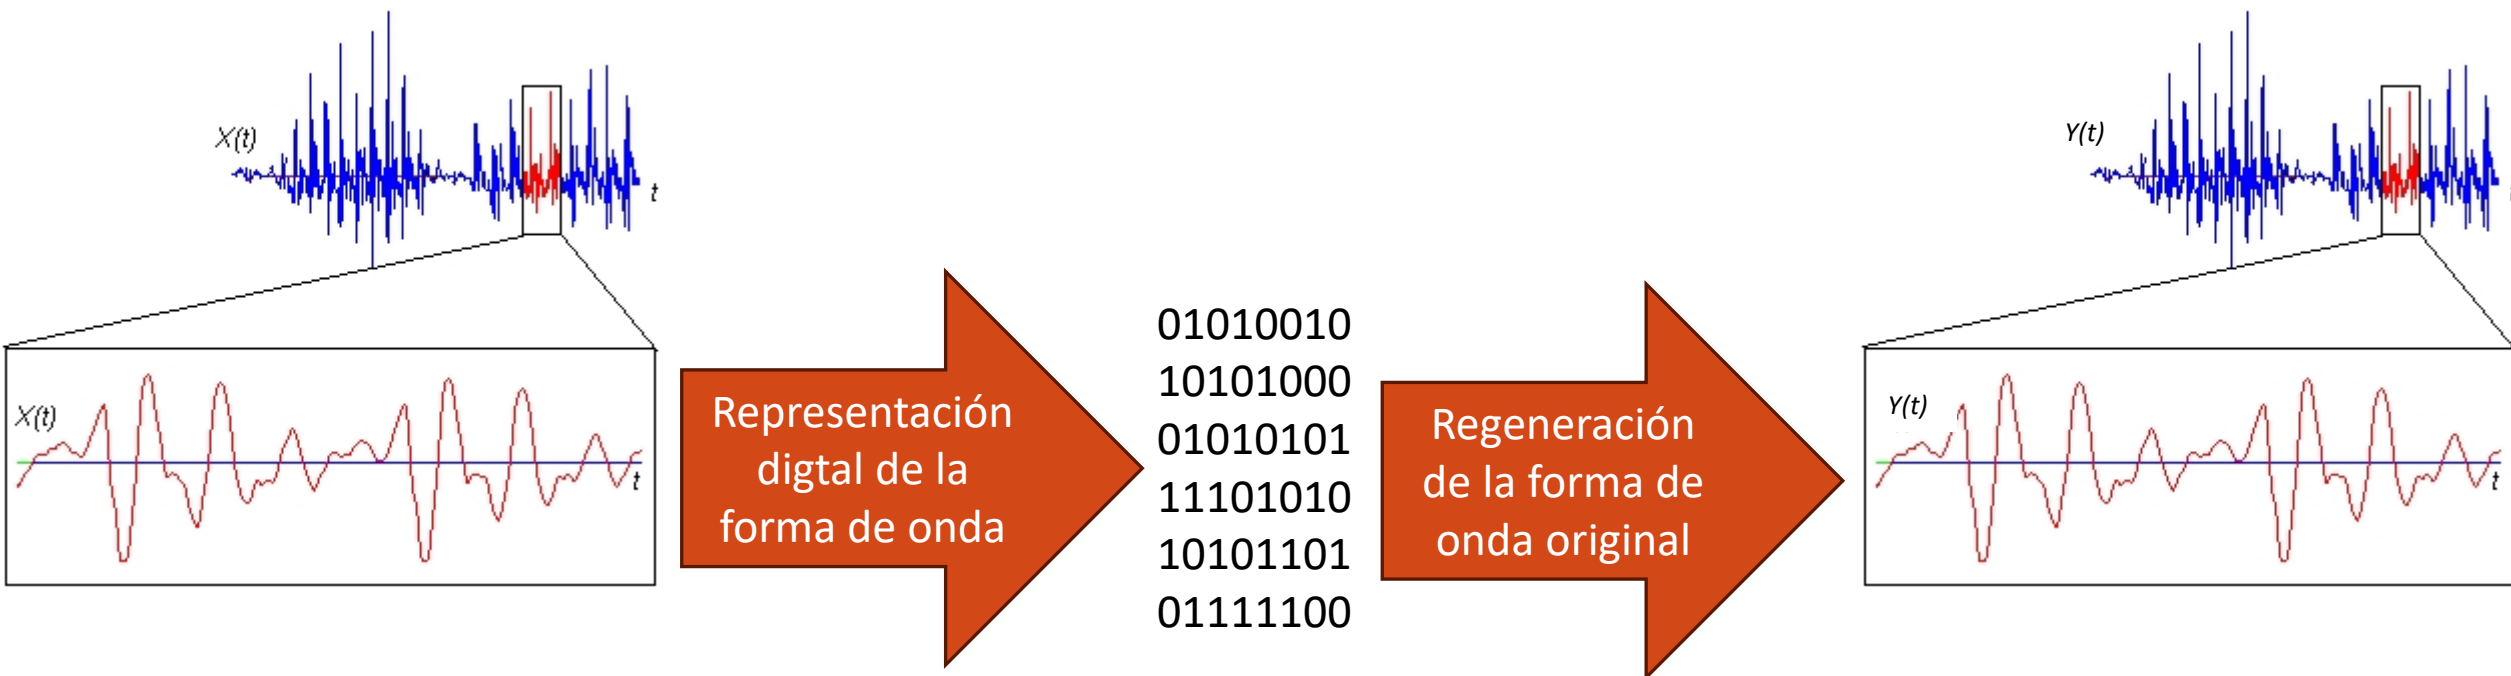 X(t)
t
X(t)
t
Representación
digtal de la
forma de onda
01010010
10101000
01010101
11101010
10101101
01111100
Regeneración
de la forma de
onda original
Y(t)
Y(t)
t